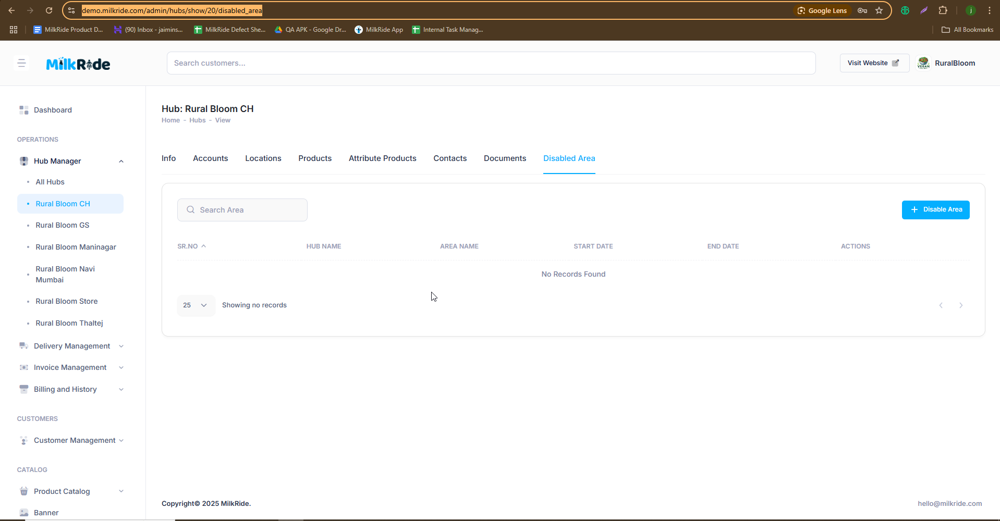 demo.milkride.com/admin/hubs/show/20/disabled_area
Google Lens
j
MilkRide Product D...
(90) Inbox - jaimins...
MilkRide Defect She...
QA APK - Google Dr...
MilkRide App
Internal Task Manag...
All Bookmarks
MilkRide
Search customers...
Visit Website
VEGAN
RuralBloom
Dashboard
OPERATIONS
Hub Manager
All Hubs
Rural Bloom CH
Rural Bloom GS
Rural Bloom Maninagar
Rural Bloom Navi
Mumbai
Rural Bloom Store
Rural Bloom Thaltej
Delivery Management
Invoice Management
Billing and History
CUSTOMERS
Customer Management
CATALOG
Product Catalog
Banner
Hub: Rural Bloom CH
Home - Hubs - View
Info Accounts Locations Products Attribute Products Contacts Documents Disabled Area
Search Area
+ Disable Area
SR.NO HUB NAME AREA NAME START DATE END DATE ACTIONS
No Records Found
25 Showing no records
Copyright© 2025 MilkRide.
hello@milkride.com